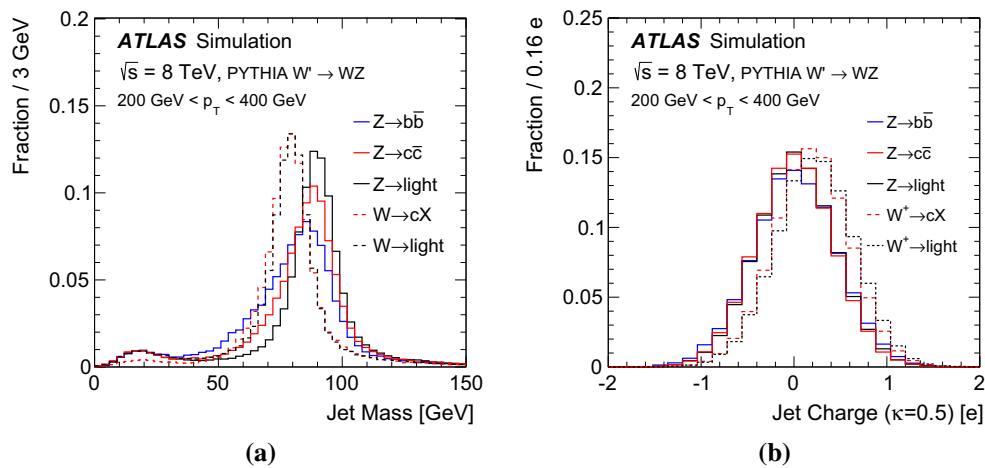 Fraction / 3 GeV
0.2
0.15
0.1
0.05
0
0
50
100
150
Jet Mass [GeV]
ATLAS Simulation
√s = 8 TeV, PYTHIA W' → WZ
200 GeV < p_T < 400 GeV
Z→bb̅
Z→cc̅
Z→light
W→cX
W→light
(a)
Fraction / 0.16 e
0.25
0.2
0.15
0.1
0.05
0
-2
-1
0
1
2
Jet Charge (κ=0.5) [e]
ATLAS Simulation
√s = 8 TeV, PYTHIA W' → WZ
200 GeV < p_T < 400 GeV
Z→bb̅
Z→cc̅
Z→light
W⁺→cX
W⁺→light
(b)